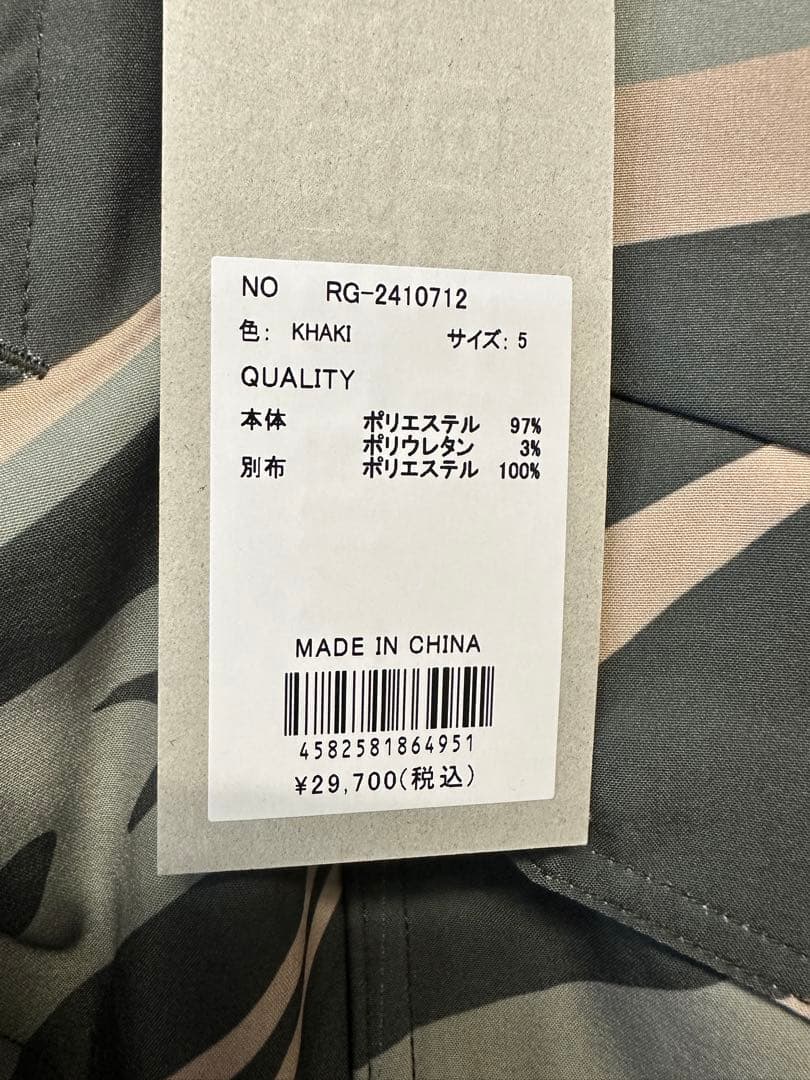 NO RG-2410712
色: KHAKI サイズ: 5
QUALITY
本体 ポリエステル 97%
ポリウレタン 3%
別布 ポリエステル 100%
MADE IN CHINA
4582581864951
¥29,700(税込)